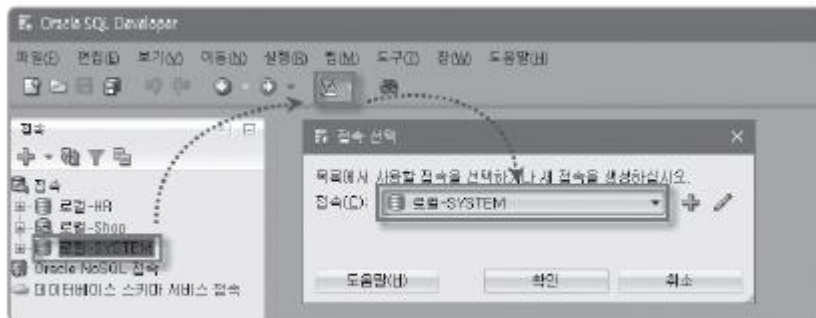 Oracle SQL Developer
파일(F) 편집(E) 보기(V) 이동(N) 실행(R) 팀(M) 도구(T) 창(W) 도움말(H)
접속
접속
로컬-HR
로컬-Shop
로컬-SYSTEM
Oracle NoSQL 접속
데이터베이스 스키마 서비스 접속
접속 선택
목록에서 사용할 접속을 선택하거나 새 접속을 생성하십시오.
접속(C): 로컬-SYSTEM
도움말(H) 확인 취소